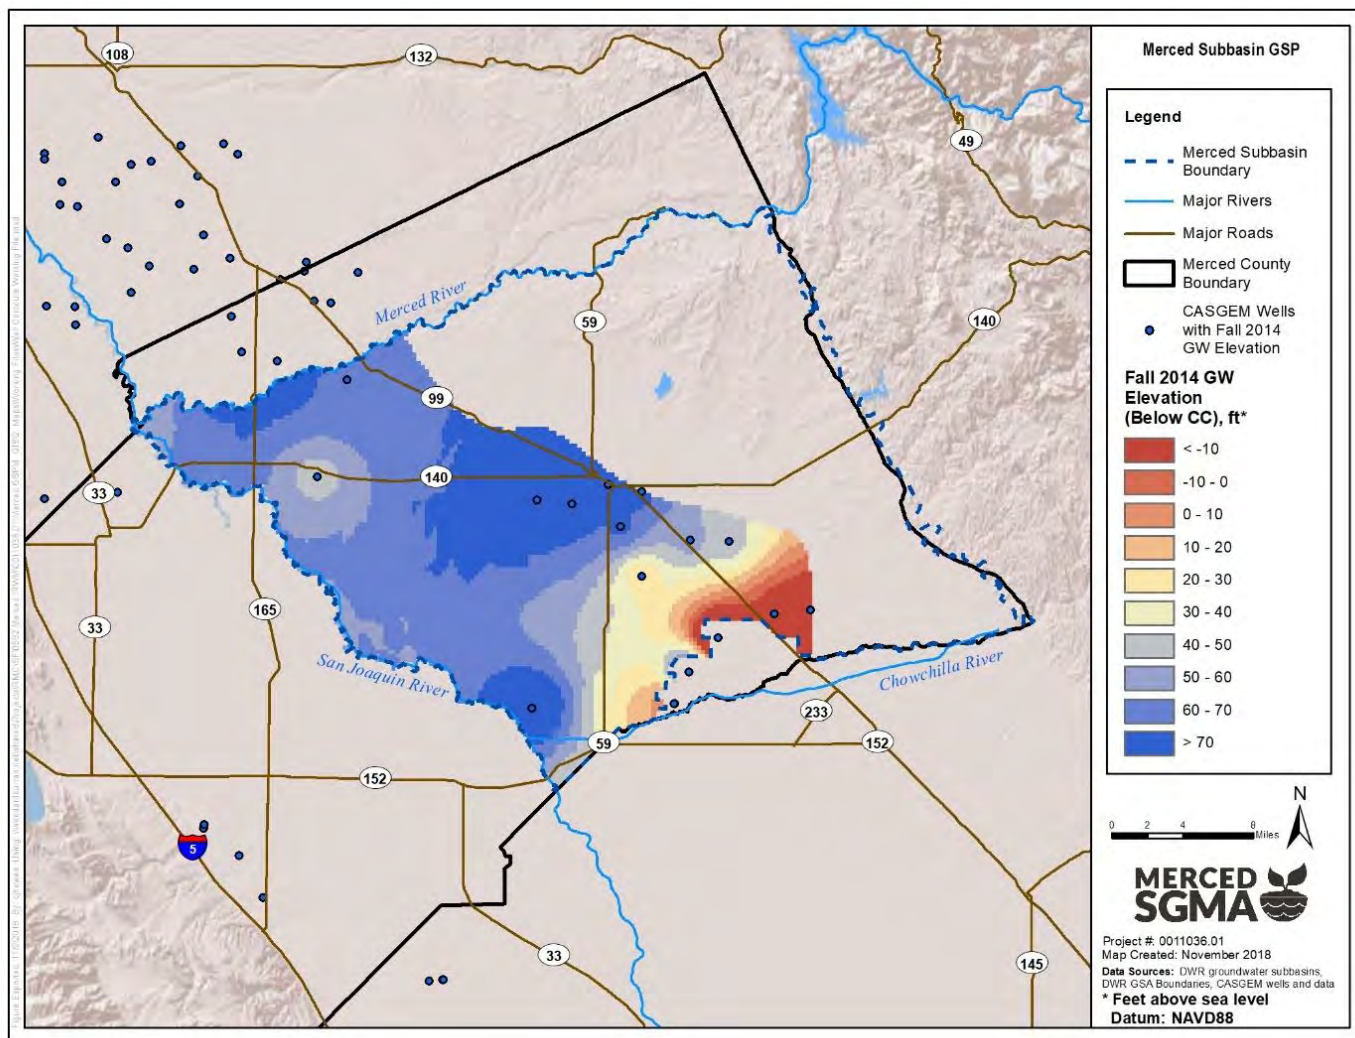 Merced Subbasin GSP
Legend
Merced Subbasin
Boundary
Major Rivers
Major Roads
Merced County
Boundary
CASGEM Wells
with Fall 2014
GW Elevation
Fall 2014 GW
Elevation
(Below CC), ft*
< -10
-10 - 0
0 - 10
10 - 20
20 - 30
30 - 40
40 - 50
50 - 60
60 - 70
> 70
N
0 2 4 8
Miles
MERCED
SGMA
Project #: 0011036.01
Map Created: November 2018
Data Sources: DWR groundwater subbasins,
DWR GSA Boundaries, CASGEM wells and data
* Feet above sea level
Datum: NAVD88
108
132
49
Merced River
59
140
99
140
33
165
33
San Joaquin River
Chowchilla River
233
59
152
152
5
33
145